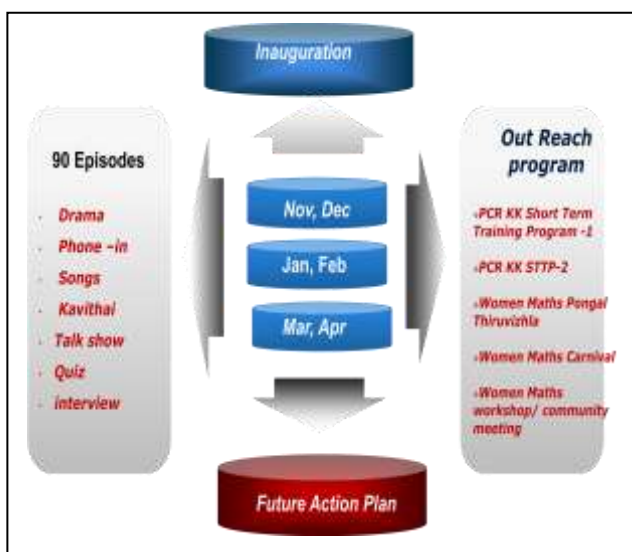 Inauguration
90 Episodes
Drama
Phone –in
Songs
Kavithai
Talk show
Quiz
interview
Nov, Dec
Jan, Feb
Mar, Apr
Out Reach
program
PCR KK Short Term
Training Program -1
PCR KK STTP-2
Women Maths Pongal
Thiruvizhla
Women Maths Carnival
Women Maths
workshop/ community
meeting
Future Action Plan